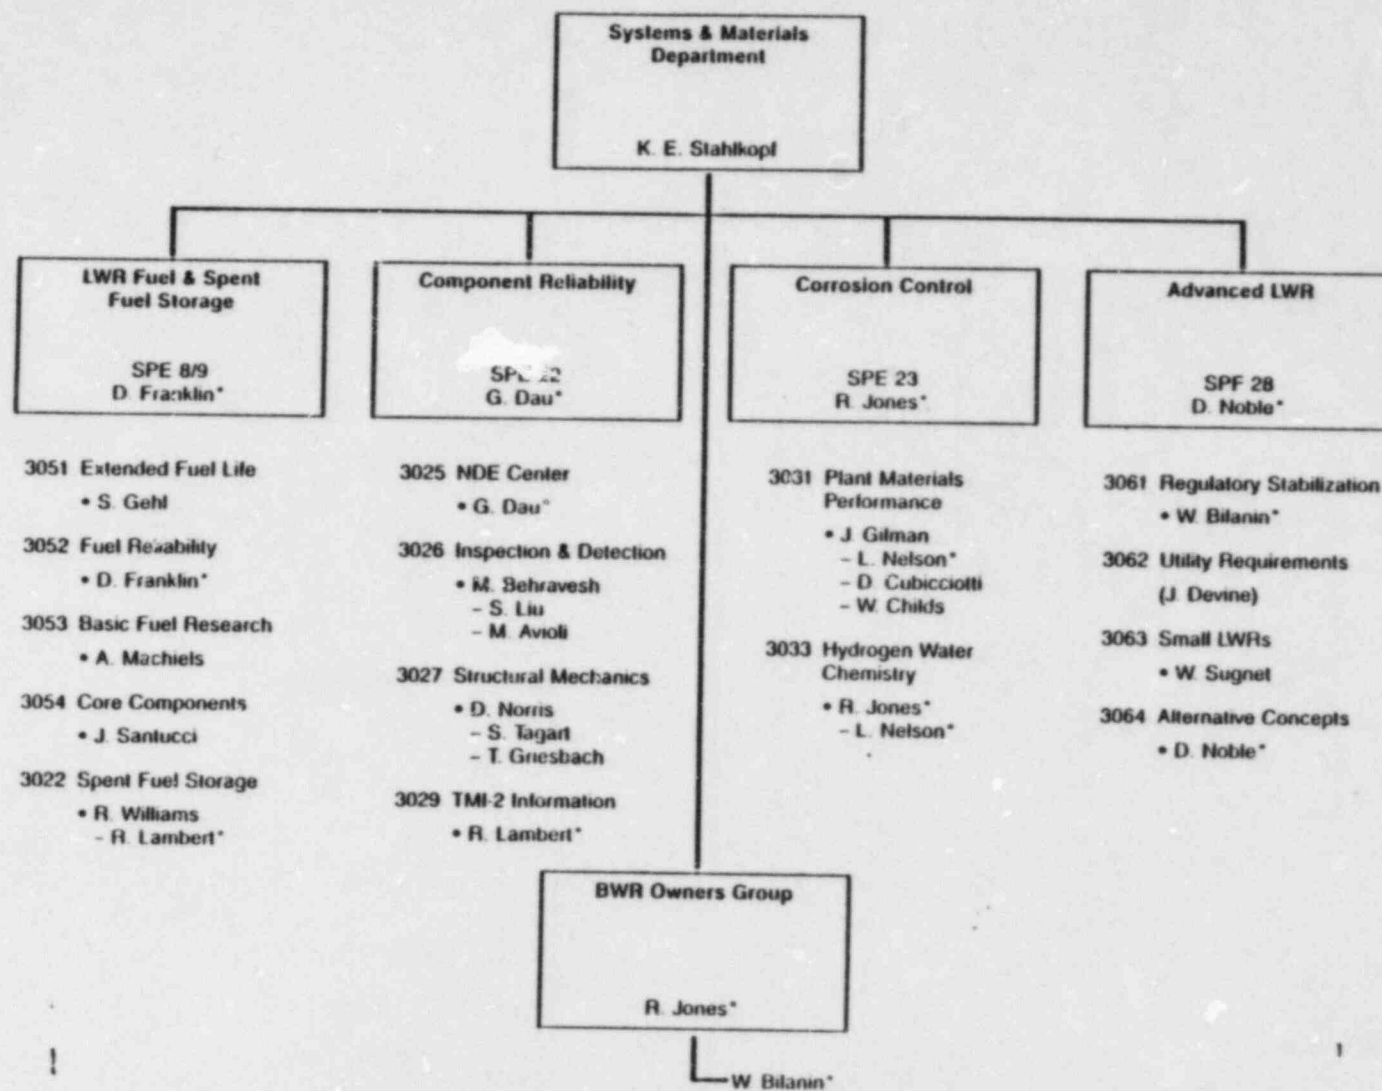 Systems & Materials
Department
K. E. Stahlkopf
LWR Fuel & Spent
Fuel Storage
SPE 8/9
D. Franklin*
Component Reliability
G. Dau*
Corrosion Control
SPE 23
R. Jones*
Advanced LWR
SPF 28
D. Noble*
3051 Extended Fuel Life
• S. Gehl
3052 Fuel Reliability
• D. Franklin*
3053 Basic Fuel Research
• A. Machiels
3054 Core Components
• J. Santucci
3022 Spent Fuel Storage
• R. Williams
– R. Lambert*
3025 NDE Center
• G. Dau*
3026 Inspection & Detection
• M. Behravesh
– S. Liu
– M. Avioli
3027 Structural Mechanics
• D. Norris
– S. Tagart
– T. Griesbach
3029 TMI-2 Information
• R. Lambert*
3031 Plant Materials
Performance
• J. Gilman
– L. Nelson*
– D. Cubicciotti
– W. Childs
3033 Hydrogen Water
Chemistry
• R. Jones*
– L. Nelson*
3061 Regulatory Stabilization
• W. Bilanin*
3062 Utility Requirements
(J. Devine)
3063 Small LWRs
• W. Sugnet
3064 Alternative Concepts
• D. Noble*
BWR Owners Group
R. Jones*
W. Bilanin*
1